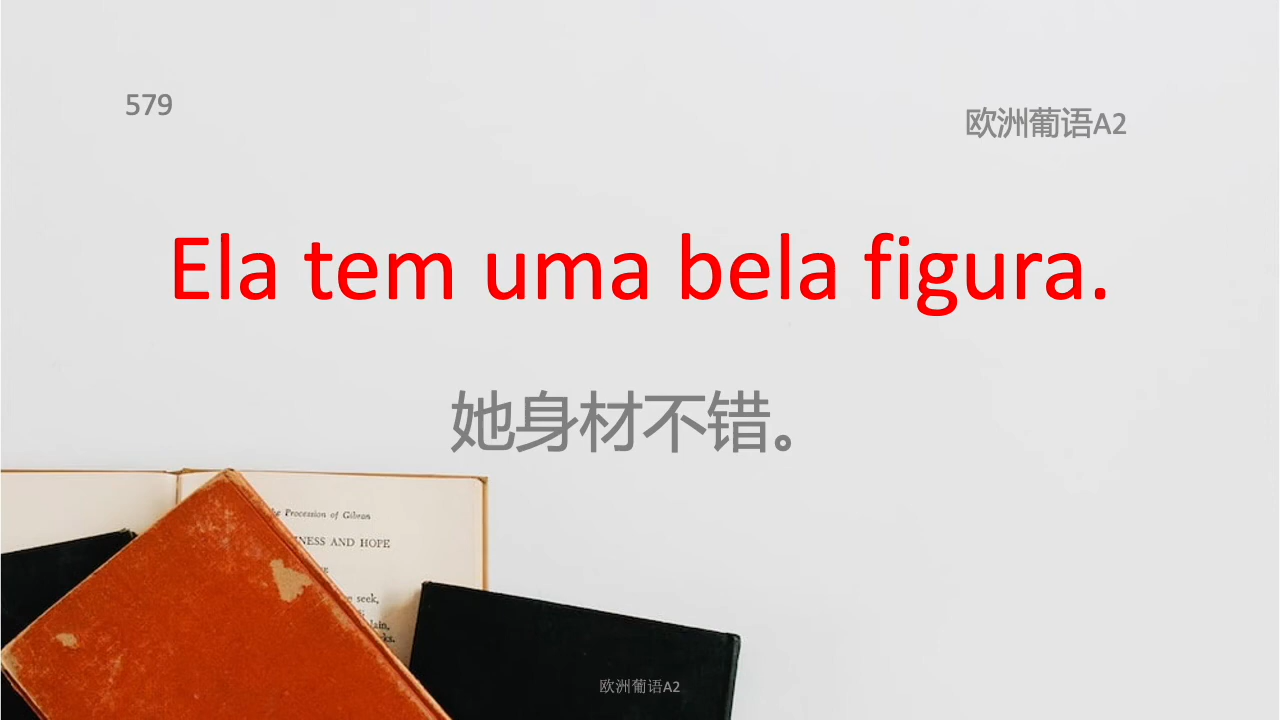 579
欧洲葡语A2
Ela tem uma bela figura.
她身材不错。
Procession of Gibran
NESS AND HOPE
seek,
欧洲葡语A2